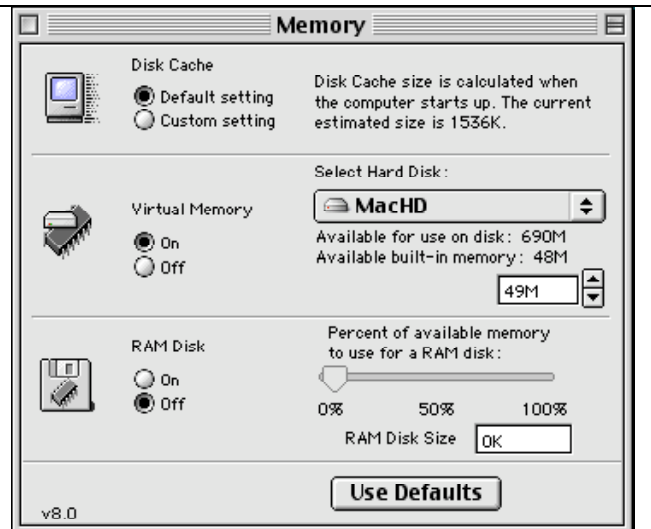 Memory
Disk Cache
Default setting
Custom setting
Disk Cache size is calculated when
the computer starts up. The current
estimated size is 1536K.
Virtual Memory
On
Off
Select Hard Disk:
MacHD
Available for use on disk: 690M
Available built-in memory: 48M
49M
RAM Disk
On
Off
Percent of available memory
to use for a RAM disk:
0% 50% 100%
RAM Disk Size 0K
Use Defaults
v8.0